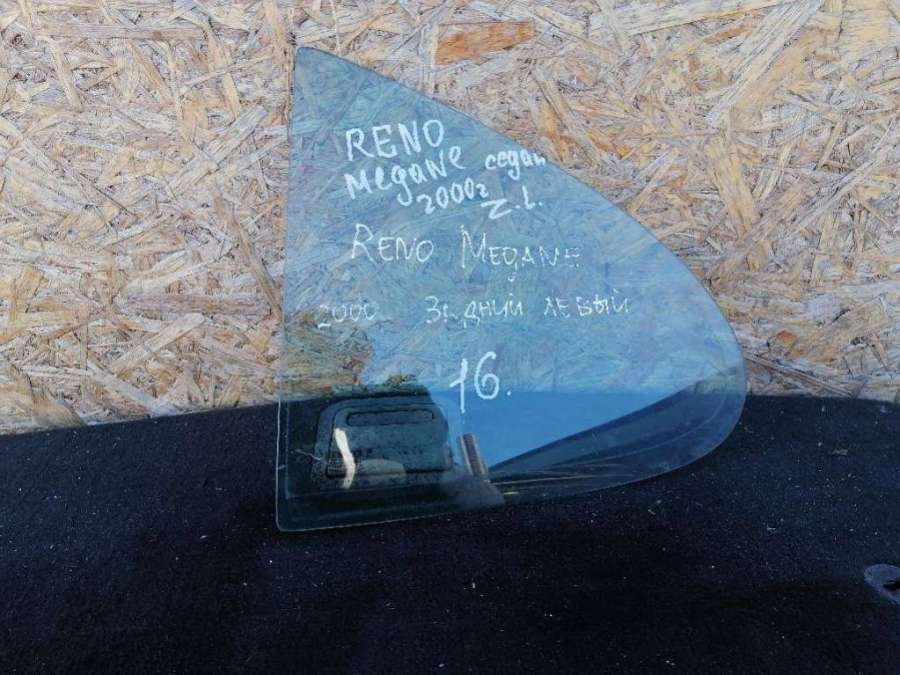 RENO
Megane седан
2000г
Z.L.
RENO MEGANE
2000 Задний левый
16.